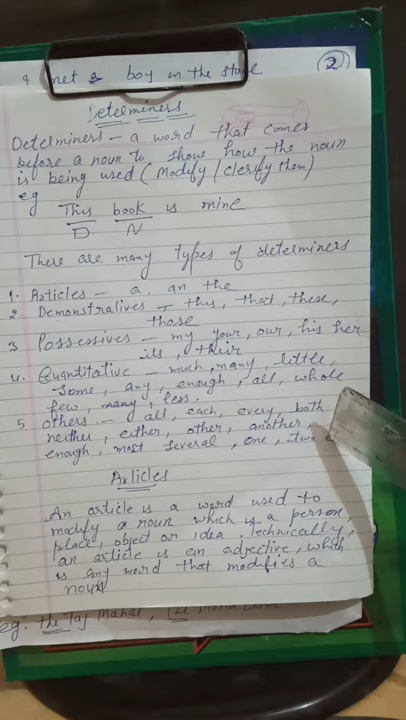 met a boy in the store
2
Determiners
Determiners - a word that comes
before a noun to show how the noun
is being used (Modify / Clerify them)
eg
This book is mine
D N
There are many types of determiners
1. Articles - a, an the
2. Demonstratives - this, that, these,
those
3 Possessives - my your, our, his her
its, their
4. Quantitative - much, many, little,
Some, any, enough, all, whole
few, many, less.
5. others - all, each, every, both
neither, either, other, another,
enough, most several, one, two
Articles
An article is a word used to
modify a noun which is a person,
place, object or idea. Technically,
an article is an adjective, which
is any word that modifies a
noun
eg. the Taj Mahal, The